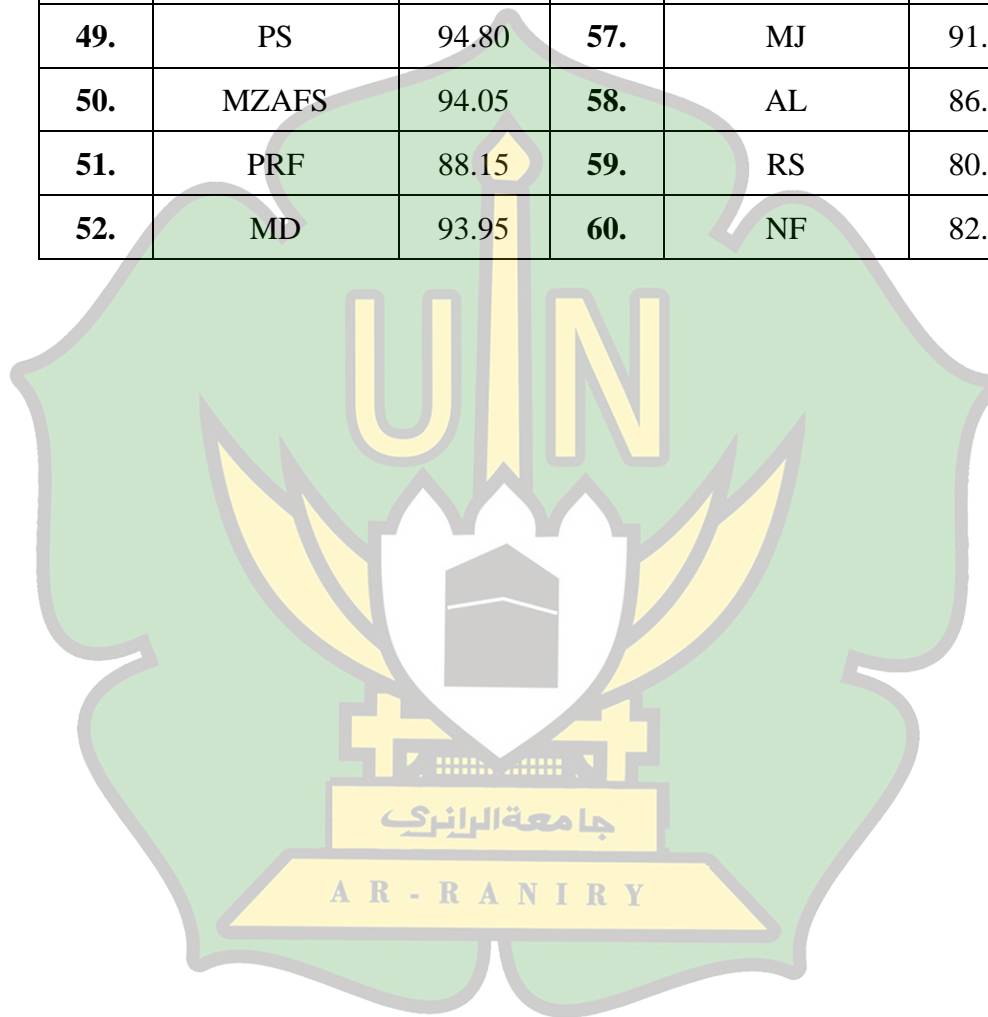 49. PS 94.80 57. MJ 91.
50. MZAFS 94.05 58. AL 86.
51. PRF 88.15 59. RS 80.
52. MD 93.95 60. NF 82.
UIN
جامعة الرانري
AR-RANIRY